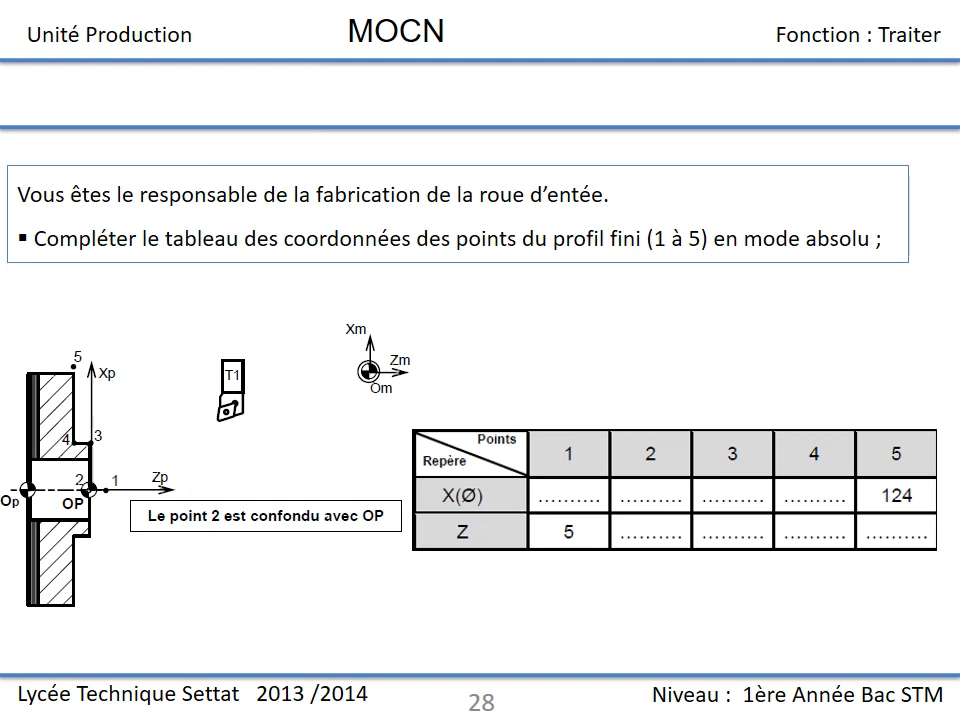 Unité Production MOCN Fonction : Traiter
Vous êtes le responsable de la fabrication de la roue d’entée.
▪ Compléter le tableau des coordonnées des points du profil fini (1 à 5) en mode absolu ;
Xm
Zm
Om
5
Xp
T1
4
3
2
1
Zp
Op
OP
Le point 2 est confondu avec OP
Points
Repère
1 2 3 4 5
X(Ø) .......... .......... .......... .......... 124
Z 5 .......... .......... .......... ..........
Lycée Technique Settat 2013 /2014 28 Niveau : 1ère Année Bac STM